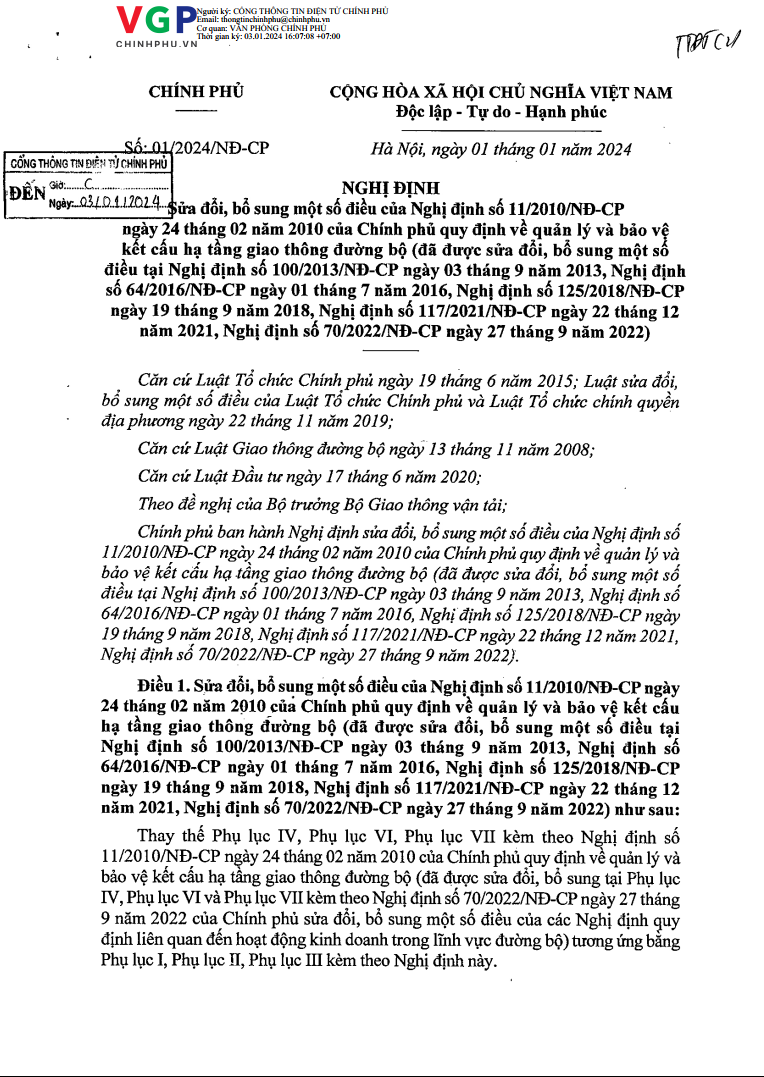 VGP
CHINHPHU.VN
Người ký: CỔNG THÔNG TIN ĐIỆN TỬ CHÍNH PHỦ
Email: thongtinchinhphu@chinhphu.vn
Cơ quan: VĂN PHÒNG CHÍNH PHỦ
Thời gian ký: 03.01.2024 16:07:08 +07:00
CHÍNH PHỦ
CỘNG HÒA XÃ HỘI CHỦ NGHĨA VIỆT NAM
Độc lập - Tự do - Hạnh phúc
Số: 01/2024/NĐ-CP
Hà Nội, ngày 01 tháng 01 năm 2024
CỔNG THÔNG TIN ĐIỆN TỬ CHÍNH PHỦ
ĐẾN
Giờ: C
Ngày: 03/01/2024
NGHỊ ĐỊNH
Sửa đổi, bổ sung một số điều của Nghị định số 11/2010/NĐ-CP
ngày 24 tháng 02 năm 2010 của Chính phủ quy định về quản lý và bảo vệ
kết cấu hạ tầng giao thông đường bộ (đã được sửa đổi, bổ sung một số
điều tại Nghị định số 100/2013/NĐ-CP ngày 03 tháng 9 năm 2013, Nghị định
số 64/2016/NĐ-CP ngày 01 tháng 7 năm 2016, Nghị định số 125/2018/NĐ-CP
ngày 19 tháng 9 năm 2018, Nghị định số 117/2021/NĐ-CP ngày 22 tháng 12
năm 2021, Nghị định số 70/2022/NĐ-CP ngày 27 tháng 9 năm 2022)
Căn cứ Luật Tổ chức Chính phủ ngày 19 tháng 6 năm 2015; Luật sửa đổi,
bổ sung một số điều của Luật Tổ chức Chính phủ và Luật Tổ chức chính quyền
địa phương ngày 22 tháng 11 năm 2019;
Căn cứ Luật Giao thông đường bộ ngày 13 tháng 11 năm 2008;
Căn cứ Luật Đầu tư ngày 17 tháng 6 năm 2020;
Theo đề nghị của Bộ trưởng Bộ Giao thông vận tải;
Chính phủ ban hành Nghị định sửa đổi, bổ sung một số điều của Nghị định số
11/2010/NĐ-CP ngày 24 tháng 02 năm 2010 của Chính phủ quy định về quản lý và
bảo vệ kết cấu hạ tầng giao thông đường bộ (đã được sửa đổi, bổ sung một số
điều tại Nghị định số 100/2013/NĐ-CP ngày 03 tháng 9 năm 2013, Nghị định số
64/2016/NĐ-CP ngày 01 tháng 7 năm 2016, Nghị định số 125/2018/NĐ-CP ngày
19 tháng 9 năm 2018, Nghị định số 117/2021/NĐ-CP ngày 22 tháng 12 năm 2021,
Nghị định số 70/2022/NĐ-CP ngày 27 tháng 9 năm 2022).
Điều 1. Sửa đổi, bổ sung một số điều của Nghị định số 11/2010/NĐ-CP ngày
24 tháng 02 năm 2010 của Chính phủ quy định về quản lý và bảo vệ kết cấu
hạ tầng giao thông đường bộ (đã được sửa đổi, bổ sung một số điều tại
Nghị định số 100/2013/NĐ-CP ngày 03 tháng 9 năm 2013, Nghị định số
64/2016/NĐ-CP ngày 01 tháng 7 năm 2016, Nghị định số 125/2018/NĐ-CP
ngày 19 tháng 9 năm 2018, Nghị định số 117/2021/NĐ-CP ngày 22 tháng 12
năm 2021, Nghị định số 70/2022/NĐ-CP ngày 27 tháng 9 năm 2022) như sau:
Thay thế Phụ lục IV, Phụ lục VI, Phụ lục VII kèm theo Nghị định số
11/2010/NĐ-CP ngày 24 tháng 02 năm 2010 của Chính phủ quy định về quản lý và
bảo vệ kết cấu hạ tầng giao thông đường bộ (đã được sửa đổi, bổ sung tại Phụ lục
IV, Phụ lục VI và Phụ lục VII kèm theo Nghị định số 70/2022/NĐ-CP ngày 27 tháng
9 năm 2022 của Chính phủ sửa đổi, bổ sung một số điều của các Nghị định quy
định liên quan đến hoạt động kinh doanh trong lĩnh vực đường bộ) tương ứng bằng
Phụ lục I, Phụ lục II, Phụ lục III kèm theo Nghị định này.